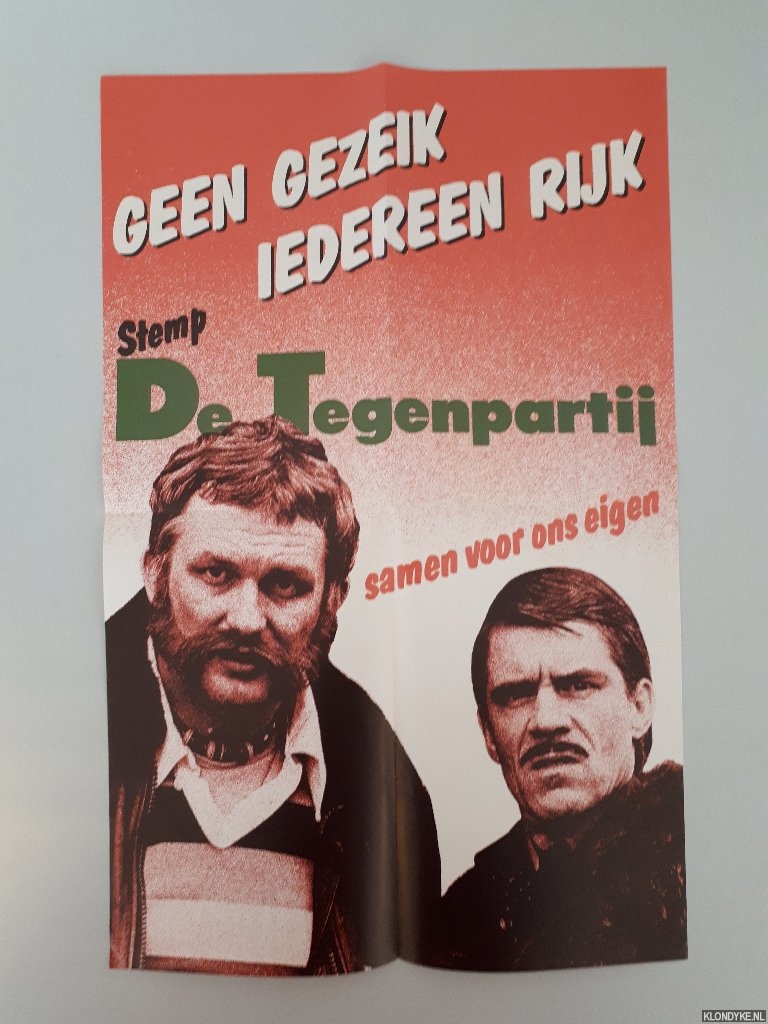 GEEN GEZEIK
IEDEREEN RIJK
Stemp
De Tegenpartij
samen voor ons eigen
KLONDYKE.NL